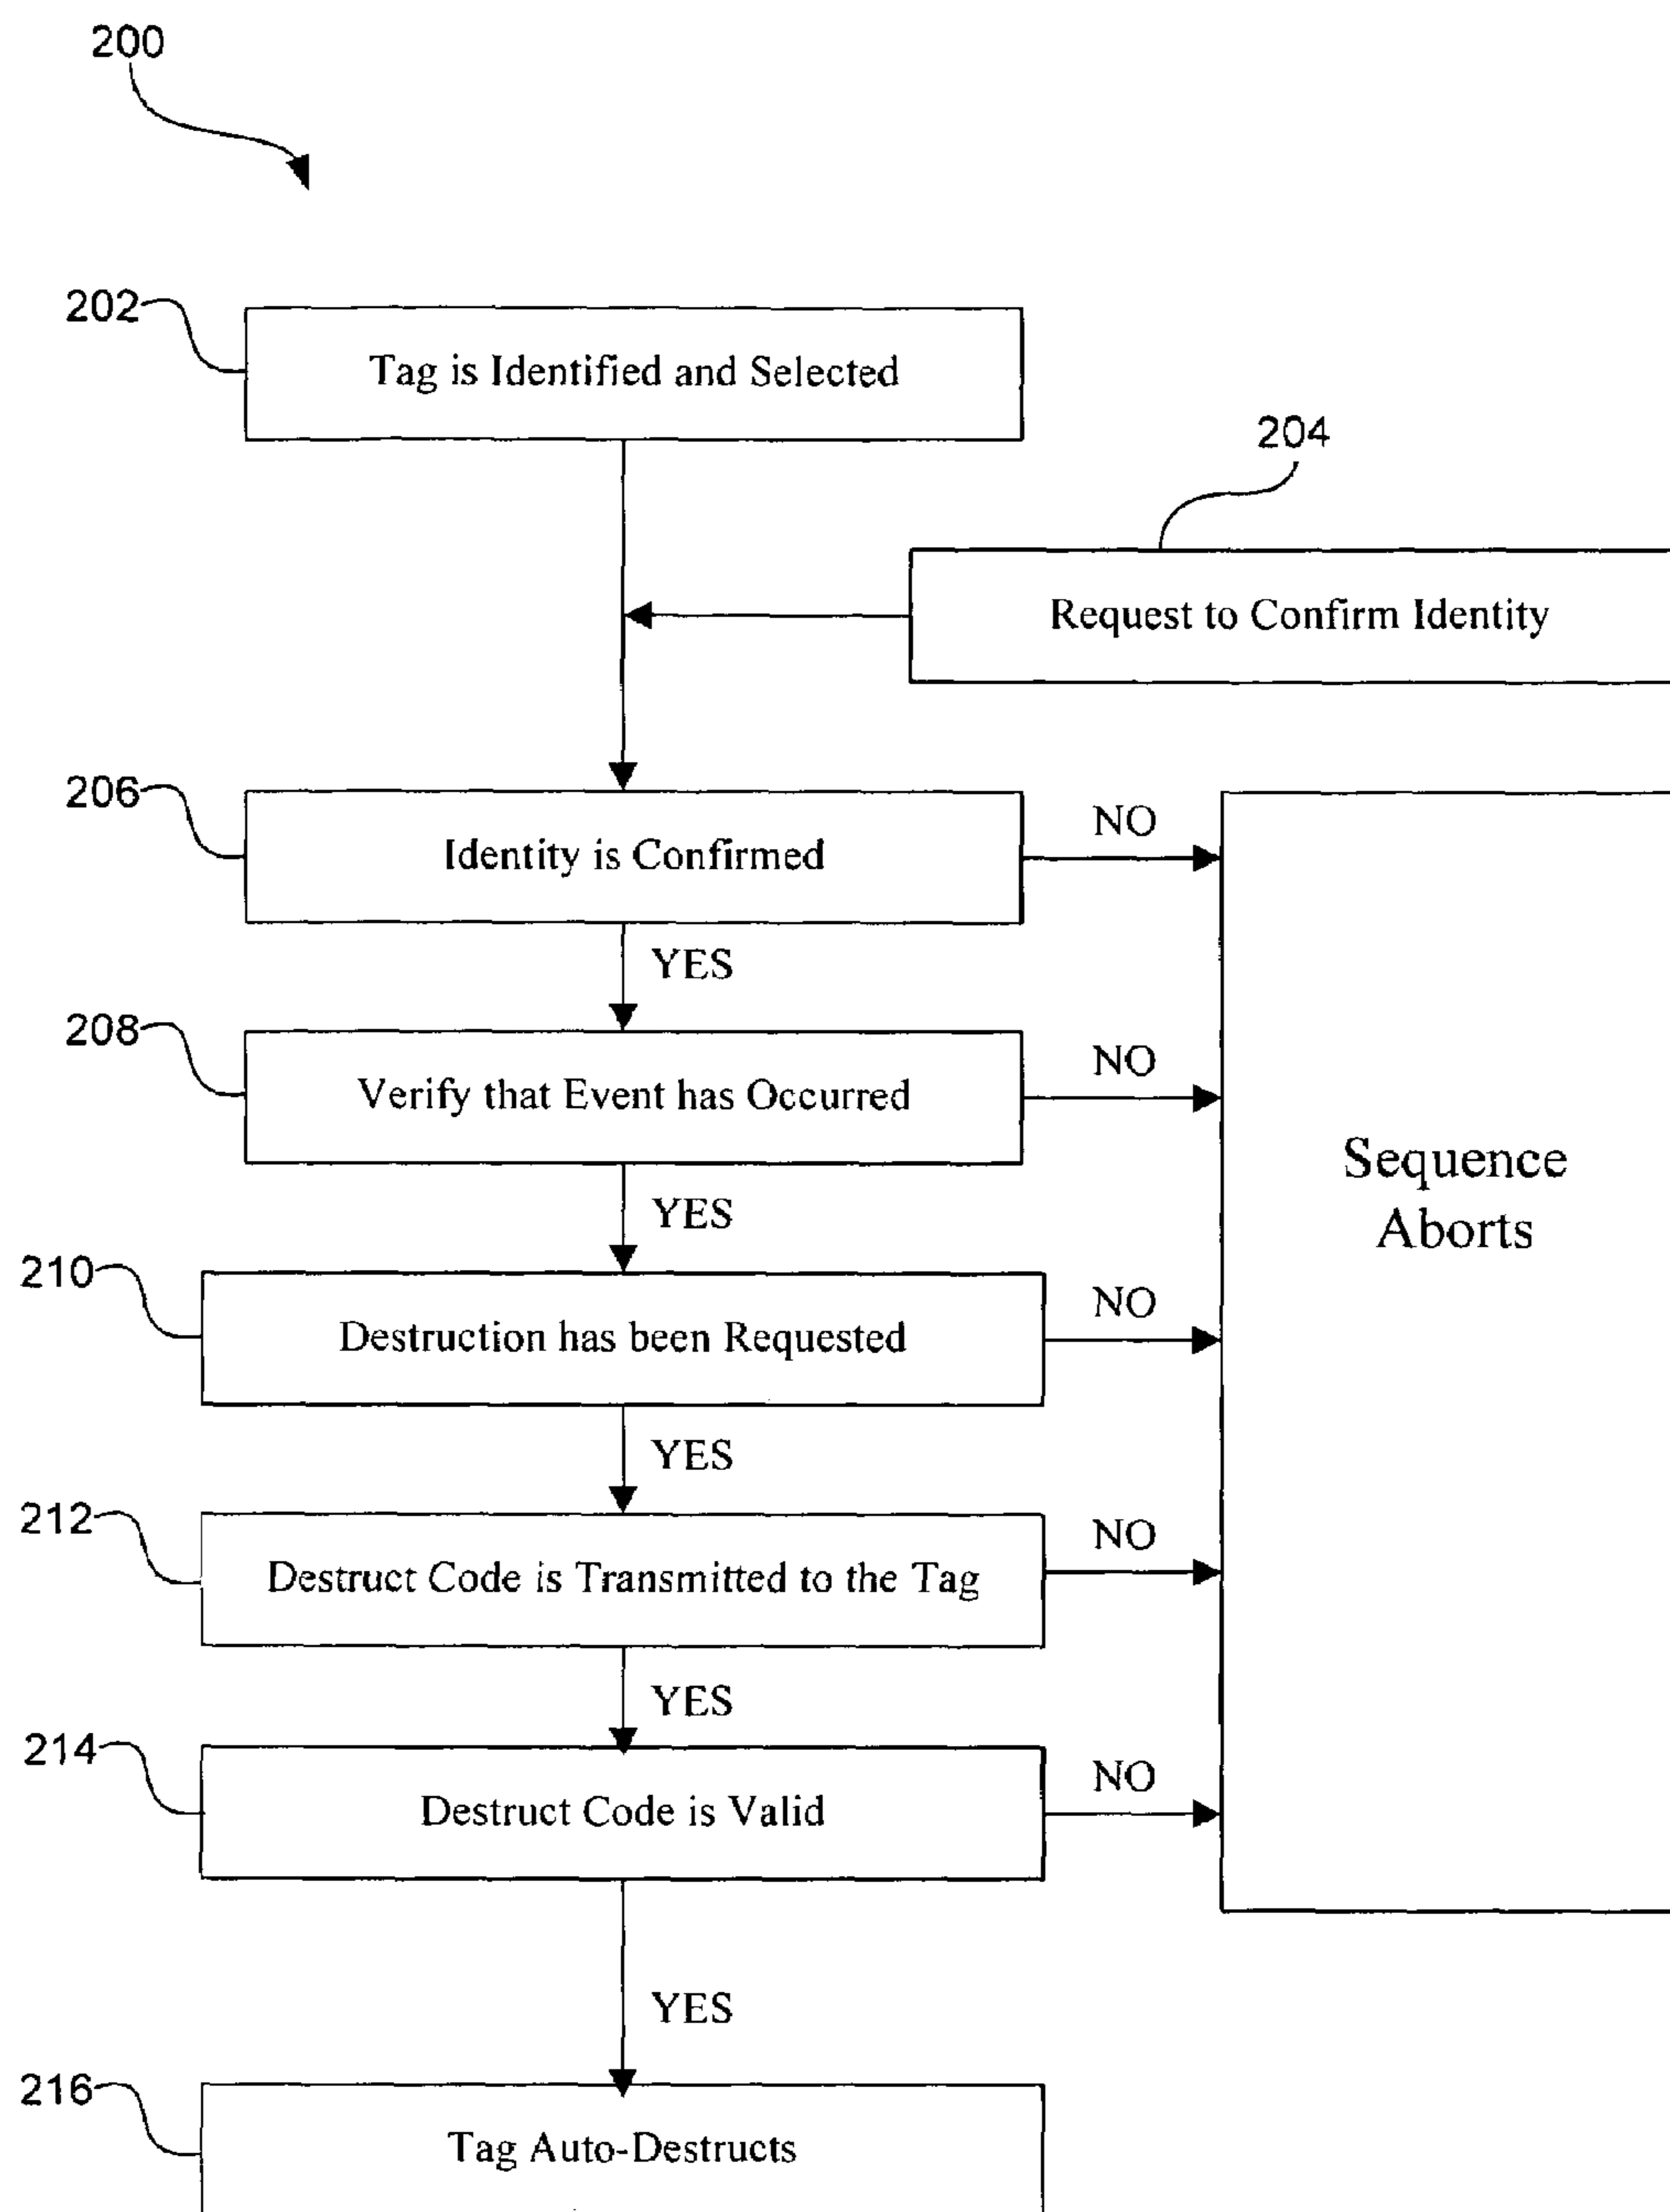 200
202
Tag is Identified and Selected
204
Request to Confirm Identity
206
Identity is Confirmed
NO
YES
208
Verify that Event has Occurred
NO
YES
Sequence
Aborts
210
Destruction has been Requested
NO
YES
212
Destruct Code is Transmitted to the Tag
NO
YES
214
Destruct Code is Valid
NO
YES
216
Tag Auto-Destructs